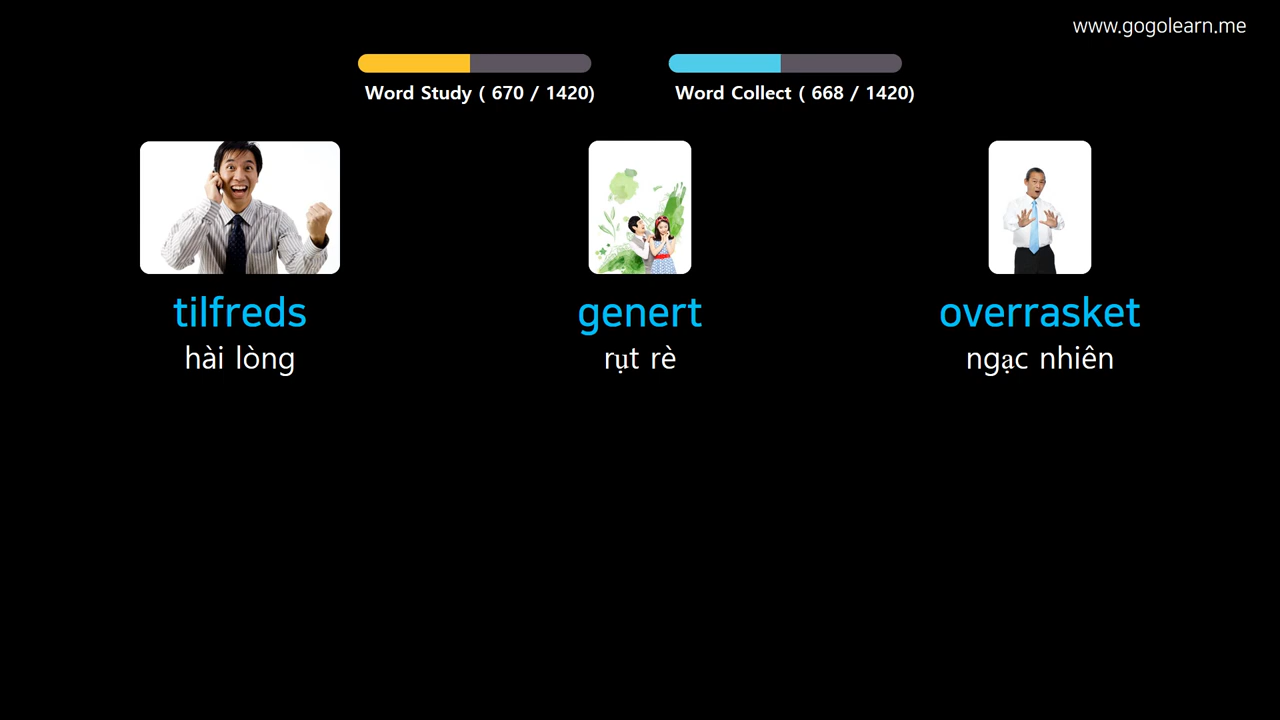 www.gogolearn.me
Word Study ( 670 / 1420)
Word Collect ( 668 / 1420)
tilfreds
genert
overrasket
hài lòng
rụt rè
ngạc nhiên